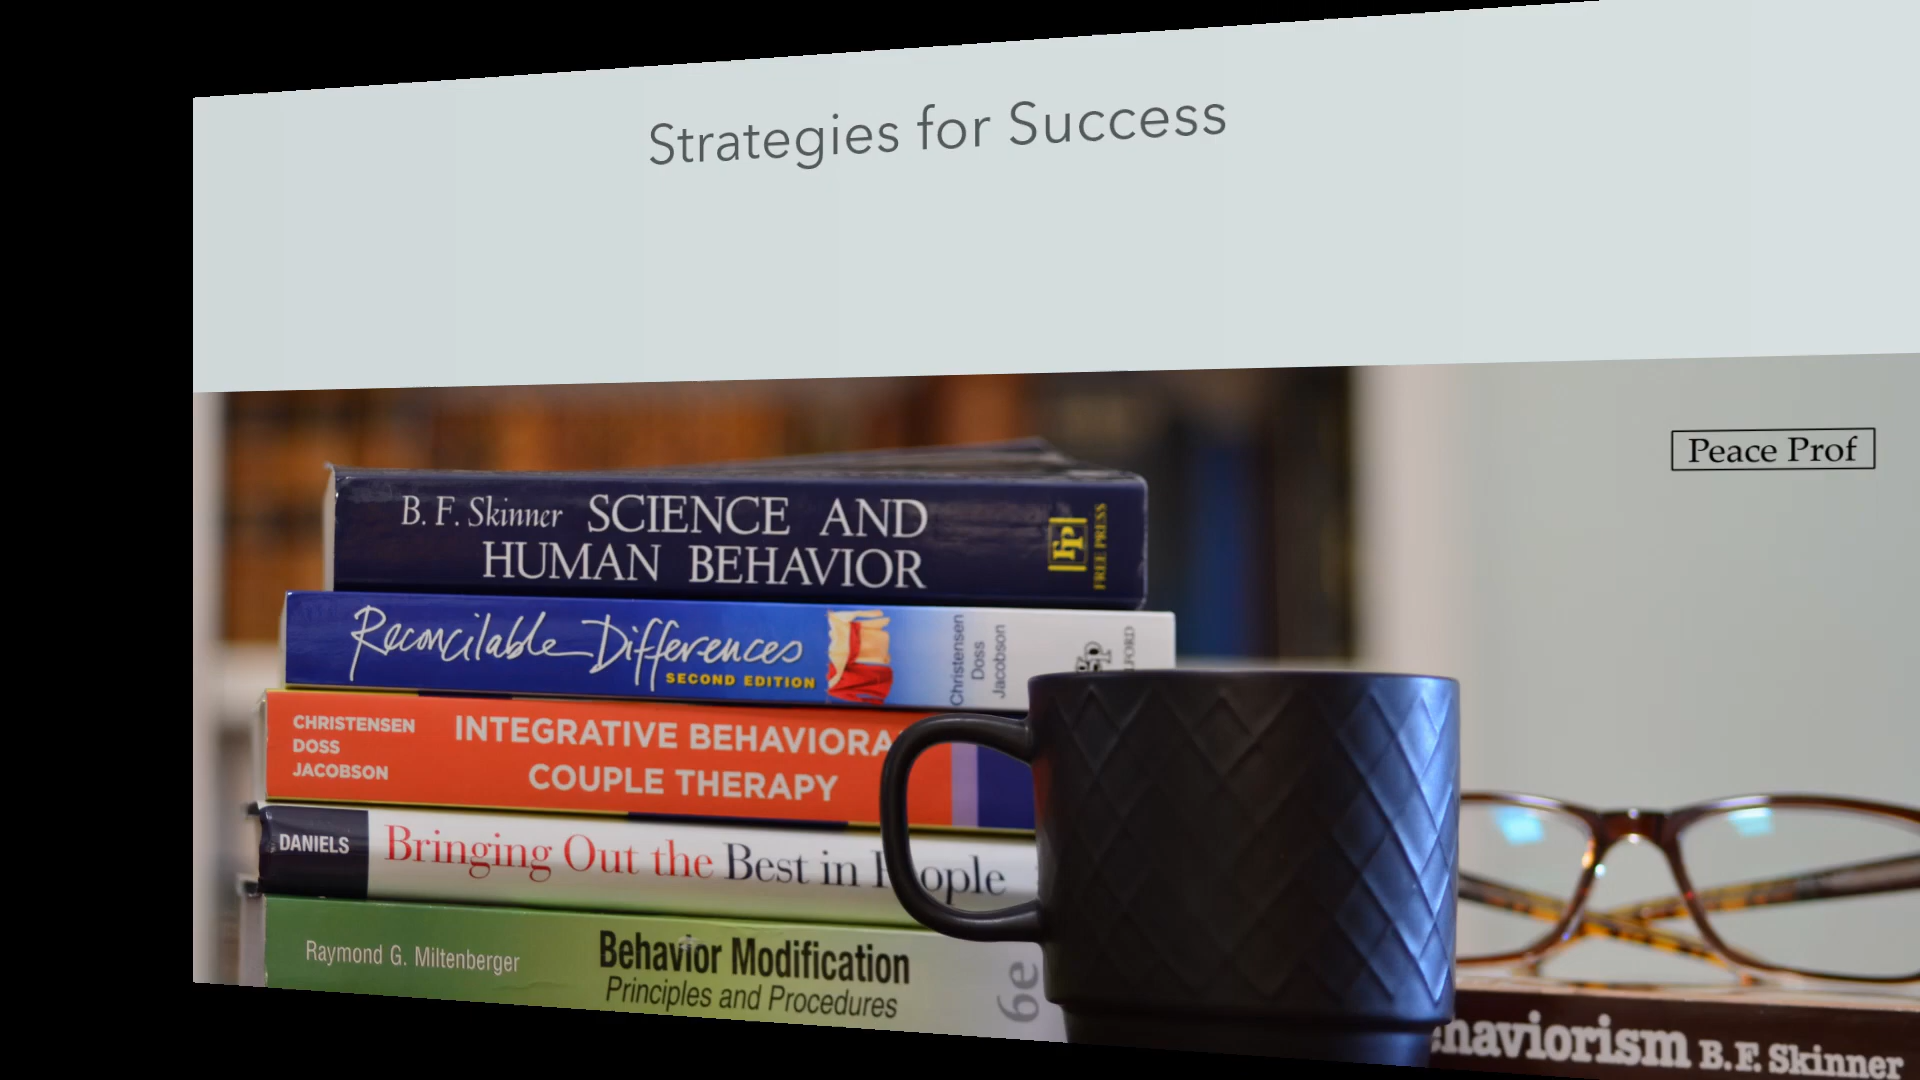 Strategies for Success
Peace Prof
B. F. Skinner SCIENCE AND
HUMAN BEHAVIOR
FP
FREE PRESS
Reconcilable Differences
SECOND EDITION
Christensen
Doss
Jacobson
CHRISTENSEN
DOSS
JACOBSON
INTEGRATIVE BEHAVIORA
COUPLE THERAPY
DANIELS
Bringing Out the Best in
Raymond G. Miltenberger
Behavior Modification
Principles and Procedures
6e
haviorism B.F. Skinner